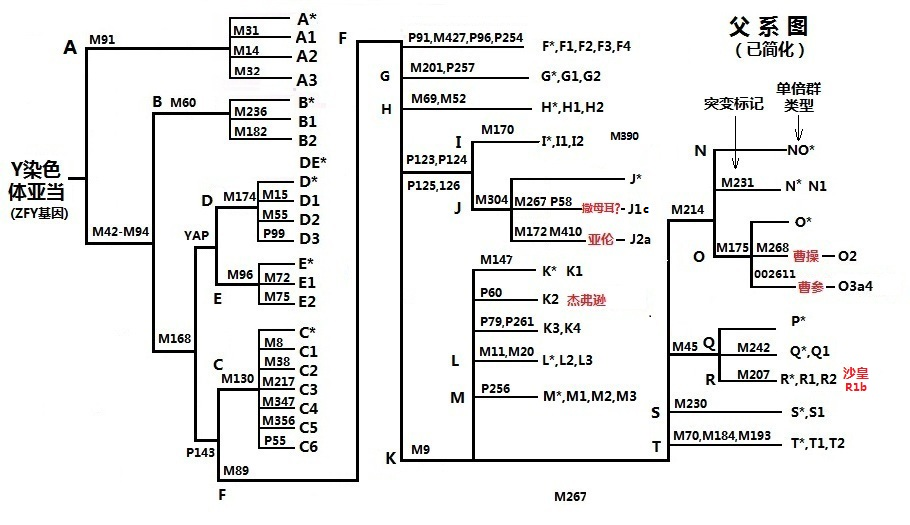 父 系 图
(已简化)
Y染色
体亚当
(ZFY基因)
A
M91
A*
M31
A1
M14
A2
M32
A3
M42-M94
B
M60
B*
M236
B1
M182
B2
M168
YAP
DE*
D
M174
D*
M15
D1
M55
D2
P99
D3
M96
E
E*
M72
E1
M75
E2
P143
C
M130
C*
M8
C1
M38
C2
M217
C3
M347
C4
M356
C5
P55
C6
M89
F
F
P91,M427,P96,P254
F*,F1,F2,F3,F4
G
M201,P257
G*,G1,G2
H
M69,M52
H*,H1,H2
P123,P124
P125,126
I
M170
I*,I1,I2
M390
J
M304
J*
M267 P58
撒母耳?
J1c
M172 M410
亚伦
J2a
K
M9
M147
K* K1
P60
K2
杰弗逊
P79,P261
K3,K4
L
M11,M20
L*,L2,L3
M
P256
M*,M1,M2,M3
M267
突变标记
单倍群
类型
M214
N
NO*
M231
N* N1
O
M175
O*
M268
曹操
O2
002611
曹参
O3a4
M45
Q
P*
M242
Q*,Q1
R
M207
R*,R1,R2
沙皇
R1b
S
M230
S*,S1
T
M70,M184,M193
T*,T1,T2